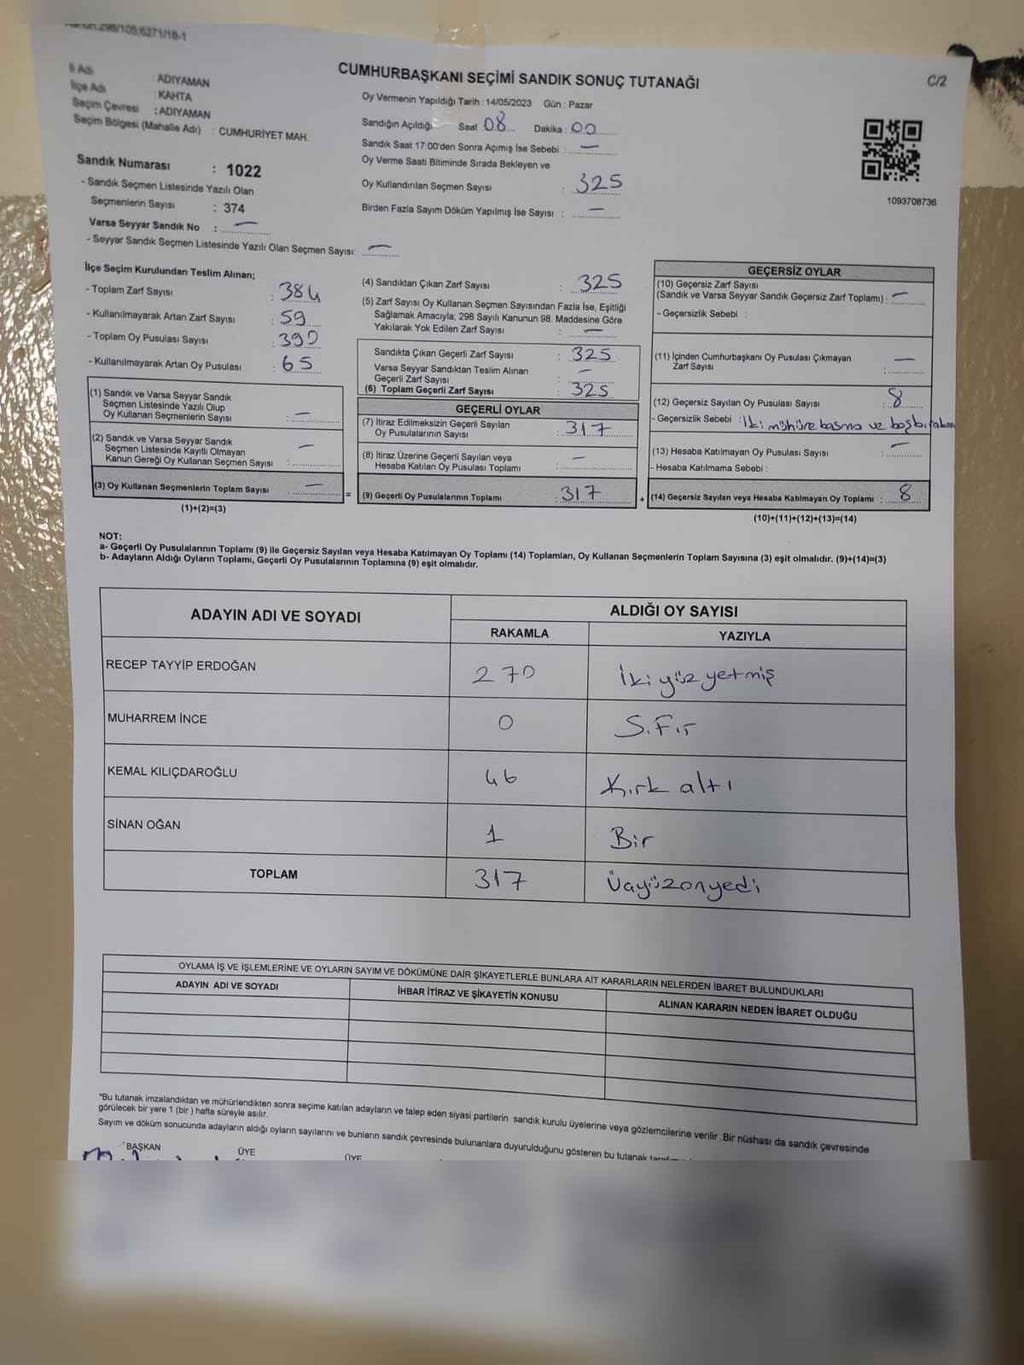 CUMHURBAŞKANI SEÇİMİ SANDIK SONUÇ TUTANAĞI
C/2
İl Adı ADIYAMAN
İlçe Adı KAHTA
Seçim Çevresi : ADIYAMAN
Seçim Bölgesi (Mahalle Adı) : CUMHURİYET MAH.
Sandık Numarası : 1022
- Sandık Seçmen Listesinde Yazılı Olan
Seçmenlerin Sayısı : 374
Varsa Seyyar Sandık No : —
- Seyyar Sandık Seçmen Listesinde Yazılı Olan Seçmen Sayısı: —
Oy Vermenin Yapıldığı Tarih : 14/05/2023 Gün : Pazar
Sandığın Açıldığı Saat 08 Dakika : 00
Sandık Saat 17:00'den Sonra Açımış İse Sebebi : —
Oy Verme Saati Bitiminde Sırada Bekleyen ve
Oy Kullandırılan Seçmen Sayısı : 325
Birden Fazla Sayım Döküm Yapılmış İse Sayısı : —
1093708736
İlçe Seçim Kurulundan Teslim Alınan;
- Toplam Zarf Sayısı : 384
- Kullanılmayarak Artan Zarf Sayısı : 59
- Toplam Oy Pusulası Sayısı : 390
- Kullanılmayarak Artan Oy Pusulası : 65
(1) Sandık ve Varsa Seyyar Sandık
Seçmen Listesinde Yazılı Olup
Oy Kullanan Seçmenlerin Sayısı : —
(2) Sandık ve Varsa Seyyar Sandık
Seçmen Listesinde Kayıtlı Olmayan
Kanun Gereği Oy Kullanan Seçmen Sayısı : —
(3) Oy Kullanan Seçmenlerin Toplam Sayısı : —
(1)+(2)=(3)
(4) Sandıktan Çıkan Zarf Sayısı : 325
(5) Zarf Sayısı Oy Kullanan Seçmen Sayısından Fazla İse, Eşitliği
Sağlamak Amacıyla, 298 Sayılı Kanunun 98. Maddesine Göre
Yakılarak Yok Edilen Zarf Sayısı : —
Sandıkta Çıkan Geçerli Zarf Sayısı : 325
Varsa Seyyar Sandıktan Teslim Alınan
Geçerli Zarf Sayısı : —
(6) Toplam Geçerli Zarf Sayısı : 325
GEÇERLİ OYLAR
(7) İtiraz Edilmeksizin Geçerli Sayılan
Oy Pusulalarının Sayısı : 317
(8) İtiraz Üzerine Geçerli Sayılan veya
Hesaba Katılan Oy Pusulası Toplamı : —
= (9) Geçerli Oy Pusulalarının Toplamı : 317 +
GEÇERSİZ OYLAR
(10) Geçersiz Zarf Sayısı
(Sandık ve Varsa Seyyar Sandık Geçersiz Zarf Toplamı) : —
- Geçersizlik Sebebi :
(11) İçinden Cumhurbaşkanı Oy Pusulası Çıkmayan
Zarf Sayısı : —
(12) Geçersiz Sayılan Oy Pusulası Sayısı : 8
- Geçersizlik Sebebi : İki mühüre basma ve
(13) Hesaba Katılmayan Oy Pusulası Sayısı : —
- Hesaba Katılmama Sebebi :
(14) Geçersiz Sayılan veya Hesaba Katılmayan Oy Toplamı : 8
(10)+(11)+(12)+(13)=(14)
NOT:
a- Geçerli Oy Pusulalarının Toplamı (9) ile Geçersiz Sayılan veya Hesaba Katılmayan Oy Toplamı (14) Toplamları, Oy Kullanan Seçmenlerin Toplam Sayısına (3) eşit olmalıdır. (9)+(14)=(3)
b- Adayların Aldığı Oyların Toplamı, Geçerli Oy Pusulalarının Toplamına (9) eşit olmalıdır.
ADAYIN ADI VE SOYADI ALDIĞI OY SAYISI
RAKAMLA YAZIYLA
RECEP TAYYİP ERDOĞAN 270 İki yüz yetmiş
MUHARREM İNCE 0 Sıfır
KEMAL KILIÇDAROĞLU 46 Kırk altı
SİNAN OĞAN 1 Bir
TOPLAM 317 Üçyüzonyedi
OYLAMA İŞ VE İŞLEMLERİNE VE OYLARIN SAYIM VE DÖKÜMÜNE DAİR ŞİKAYETLERLE BUNLARA AİT KARARLARIN NELERDEN İBARET BULUNDUKLARI
ADAYIN ADI VE SOYADI İHBAR İTİRAZ VE ŞİKAYETİN KONUSU ALINAN KARARIN NEDEN İBARET OLDUĞU
*Bu tutanak imzalandıktan ve mühürlendikten sonra seçime katılan adayların ve talep eden siyasi partilerin sandık kurulu üyelerine veya gözlemcilerine verilir .Bir nüshası da sandık çevresinde
görülecek bir yere 1 (bir ) hafta süreyle asılır.
Sayım ve döküm sonucunda adayların aldığı oyların sayılarını ve bunların sandık çevresinde bulunanlara duyurulduğunu gösteren bu tutanak
BAŞKAN ÜYE ÜYE